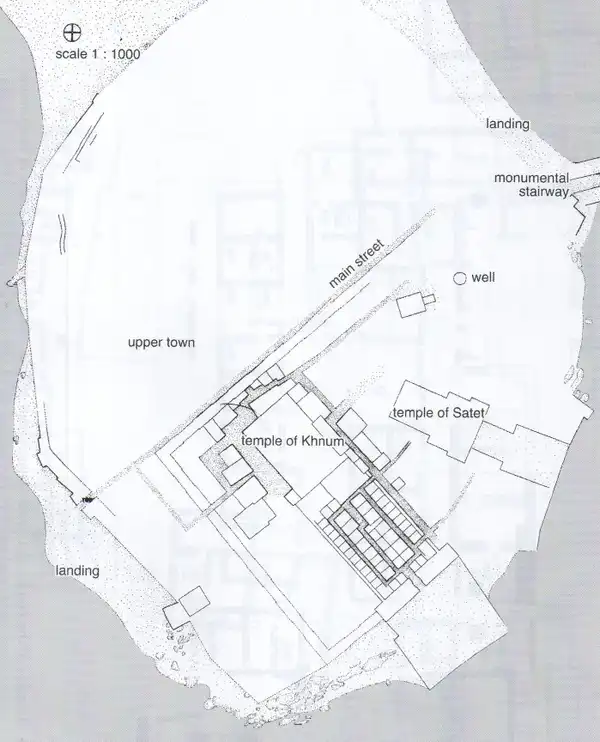 scale 1 : 1000
landing
monumental
stairway
main street
well
upper town
temple of Satet
temple of Khnum
landing